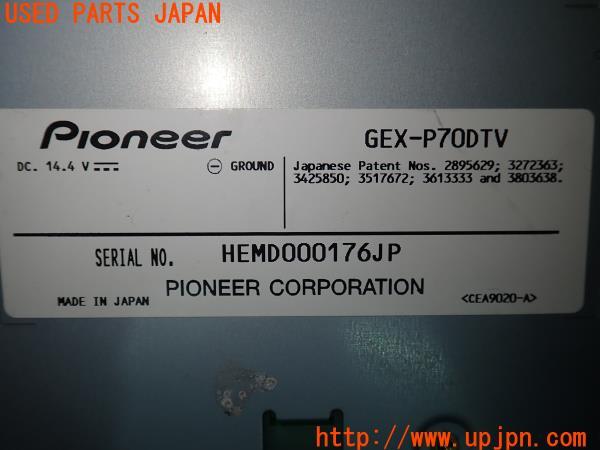 USED PARTS JAPAN
Pioneer
GEX-P70DTV
DC. 14.4 V
GROUND
Japanese Patent Nos. 2895629; 3272363;
3425850; 3517672; 3613333 and 3803638.
SERIAL NO. HEMD000176JP
PIONEER CORPORATION
MADE IN JAPAN
<CEA9020-A>
http://www.upjpn.com/